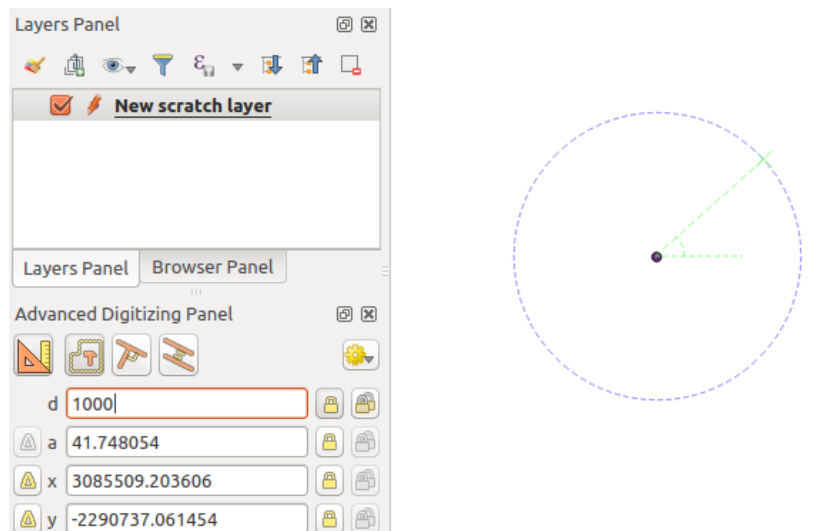 Layers Panel
New scratch layer
Layers Panel Browser Panel
Advanced Digitizing Panel
d 1000
a 41.748054
x 3085509.203606
y -2290737.061454